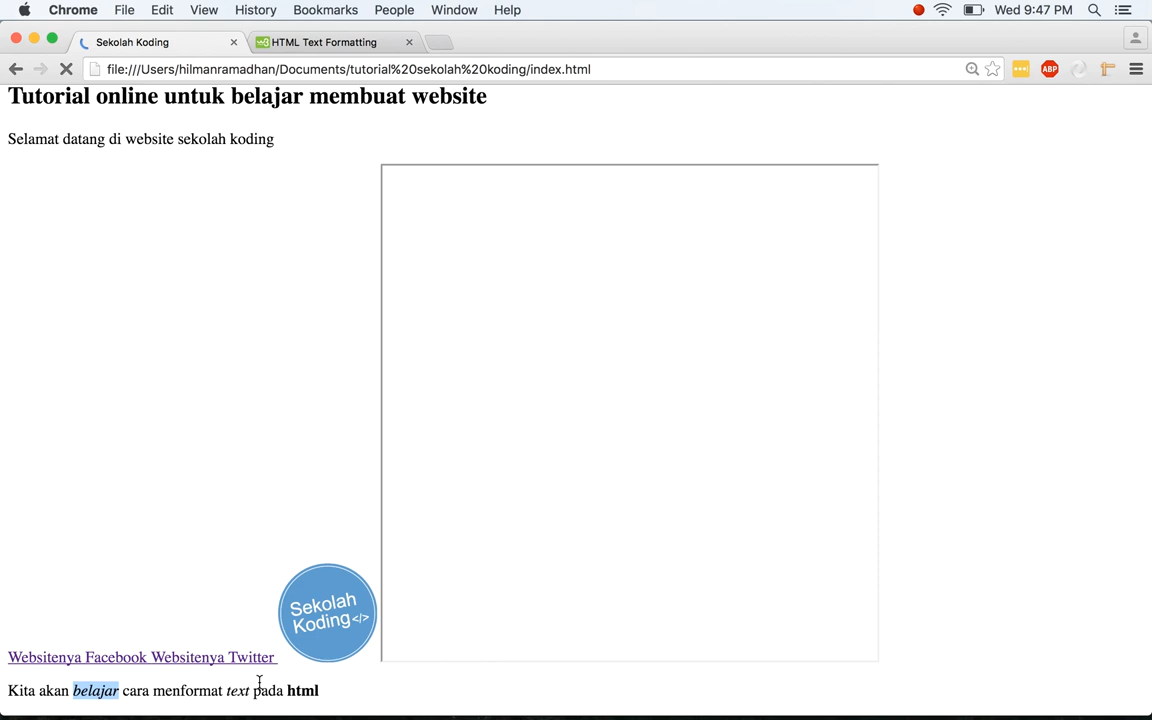 Chrome File Edit View History Bookmarks People Window Help Wed 9:47 PM
Sekolah Koding HTML Text Formatting
file:///Users/hilmanramadhan/Documents/tutorial%20sekolah%20koding/index.html ABP
Tutorial online untuk belajar membuat website
Selamat datang di website sekolah koding
Sekolah
Koding </>
Websitenya Facebook Websitenya Twitter
Kita akan belajar cara menformat text pada html